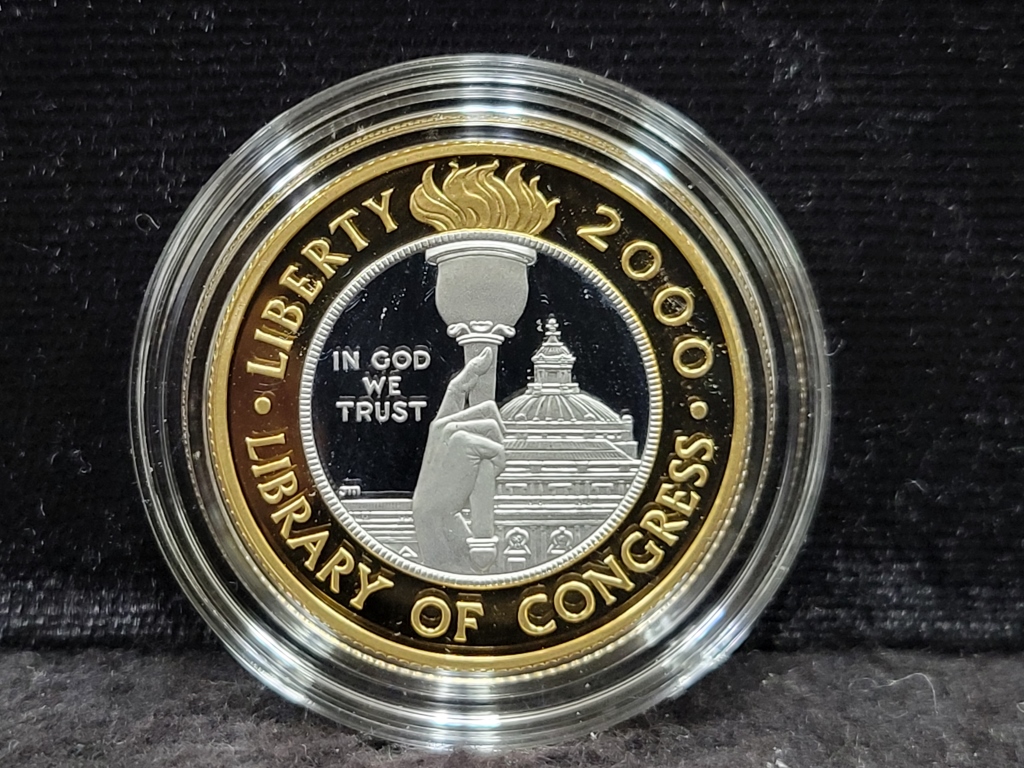 LIBERTY 2000
IN GOD
WE
TRUST
LIBRARY OF CONGRESS